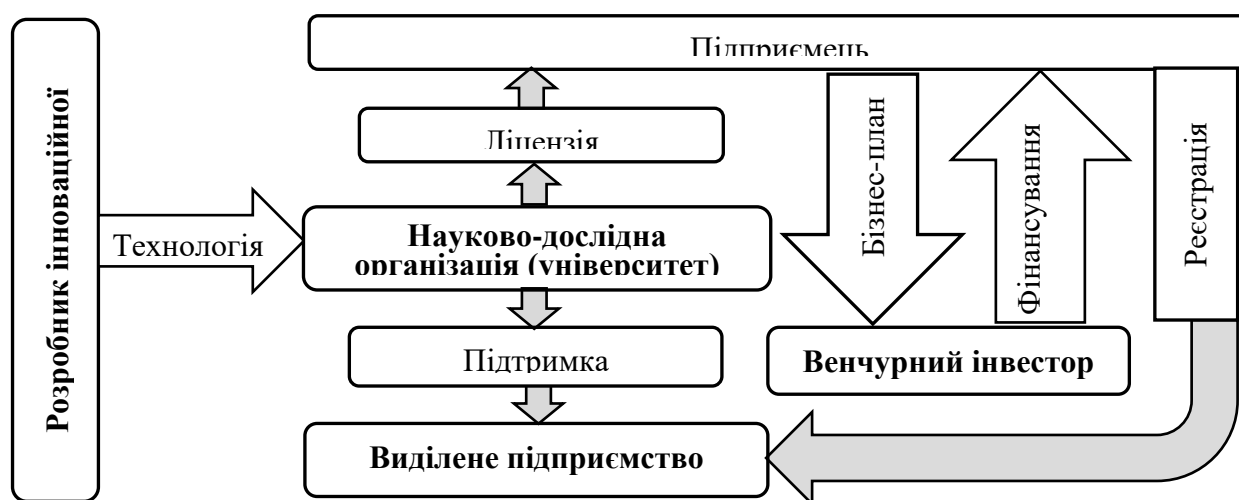 Підприємець
Ліцензія
Розробник інноваційної
Технологія
Науково-дослідна
організація (університет)
Бізнес-план
Фінансування
Реєстрація
Підтримка
Венчурний інвестор
Виділене підприємство